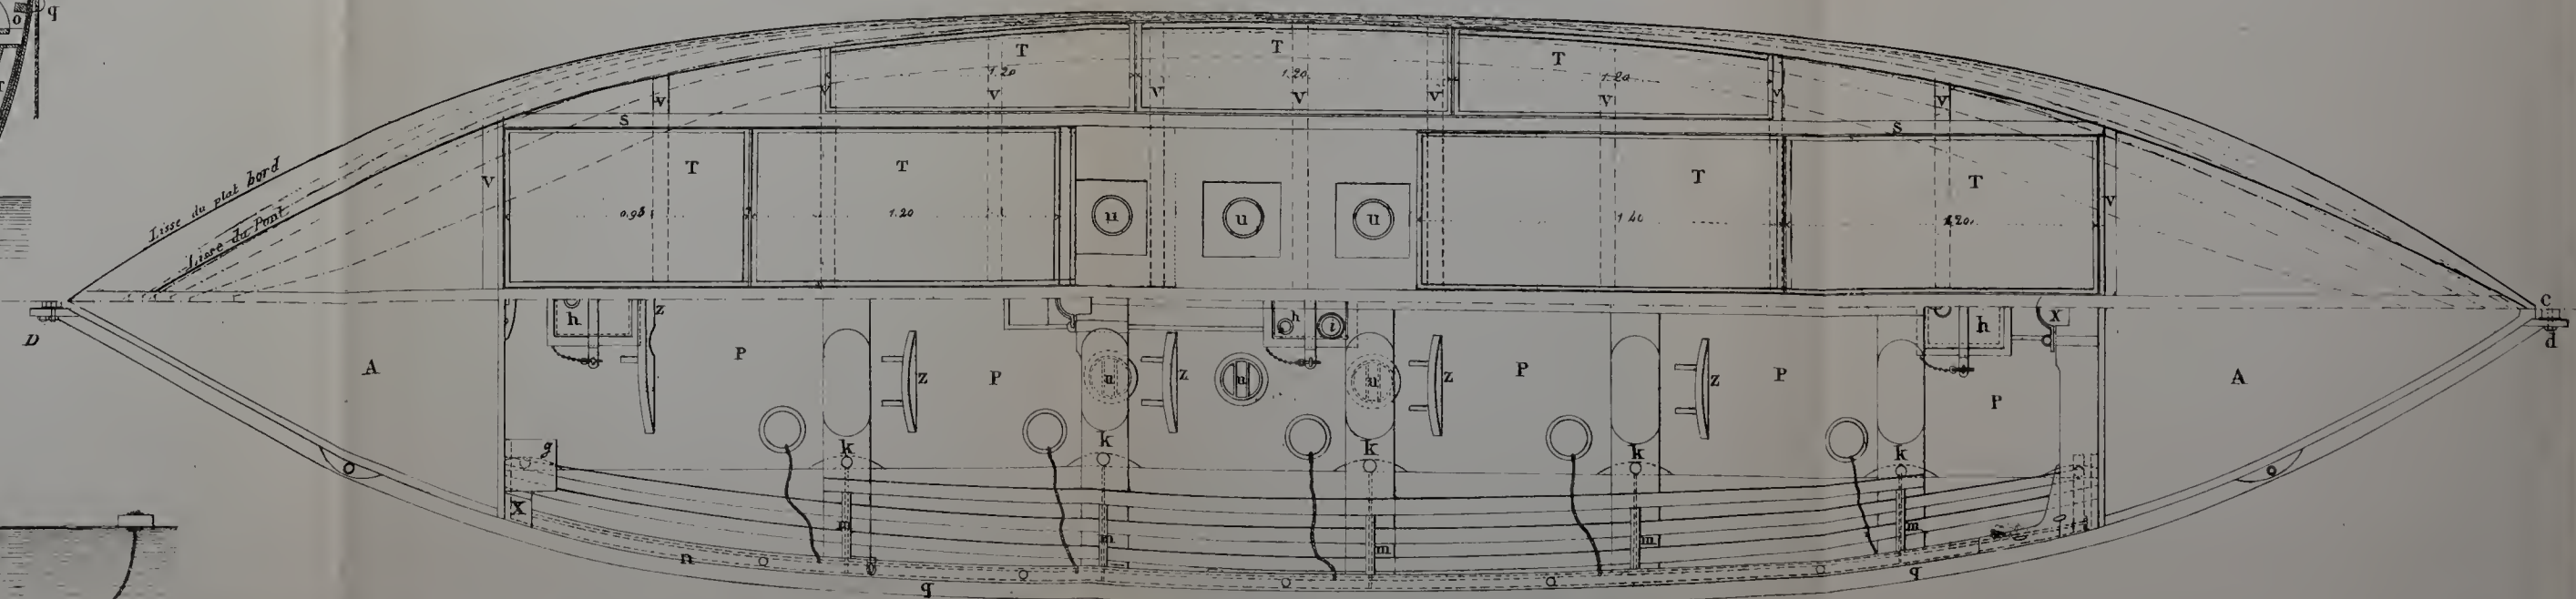 o q
T T T
1.20 1.20 1.20
V V V V V V V V V
S S
Lisse du plat bord
Lisse du Pont
V T T T T V
0.95 1.20 u u u 1.40 1.20
D C
d
h z h i h X
A P z P u z u u z P z P P A
k k k k k
g
X m m m m m
n q q